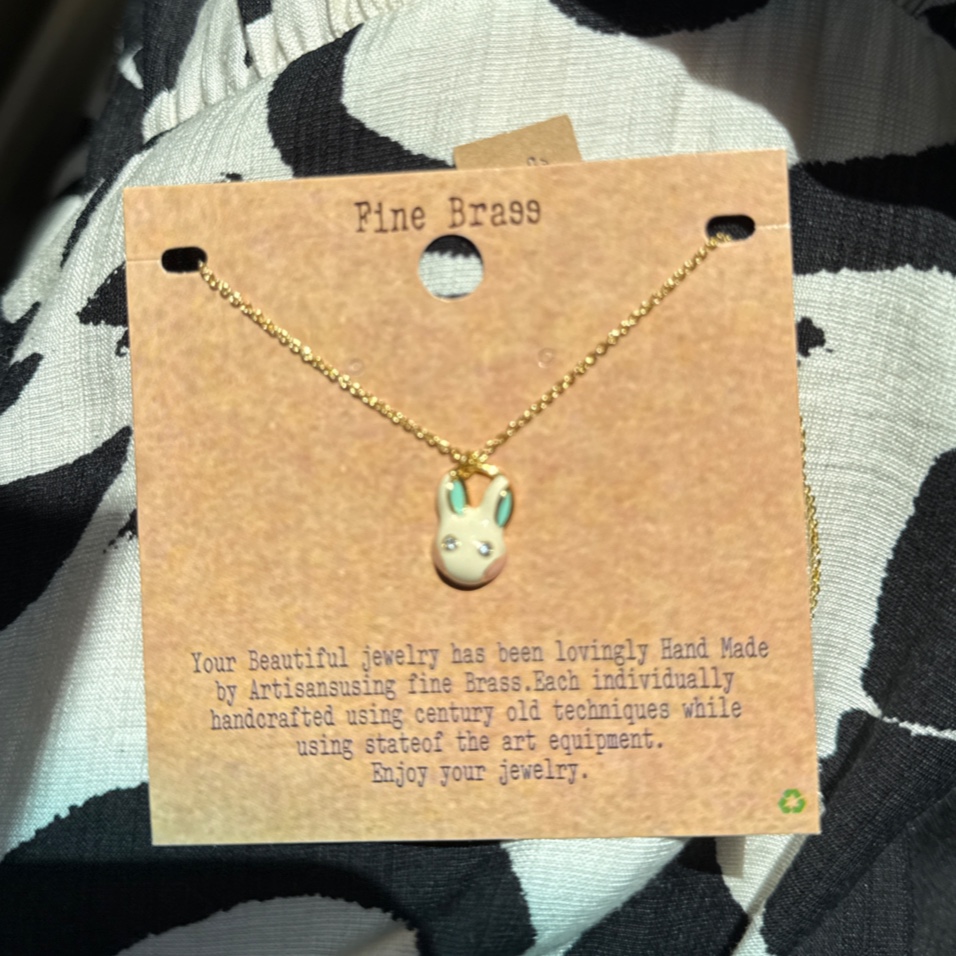 Fine Brass
Your Beautiful jewelry has been lovingly Hand Made
by Artisansusing fine Brass.Each individually
handcrafted using century old techniques while
using stateof the art equipment.
Enjoy your jewelry.